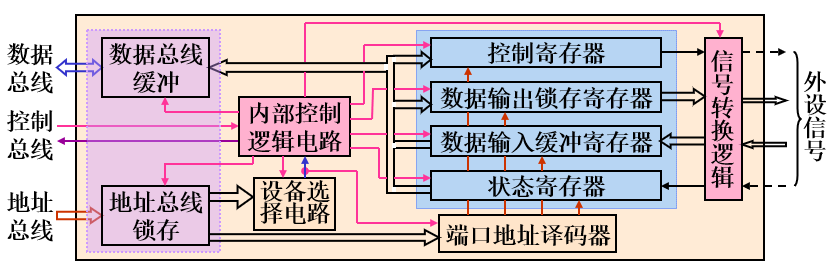 数据
总线
控制
总线
地址
总线
数据总线
缓冲
内部控制
逻辑电路
地址总线
锁存
设备选
择电路
控制寄存器
数据输出锁存寄存器
数据输入缓冲寄存器
状态寄存器
端口地址译码器
信号转换逻辑
外设信号